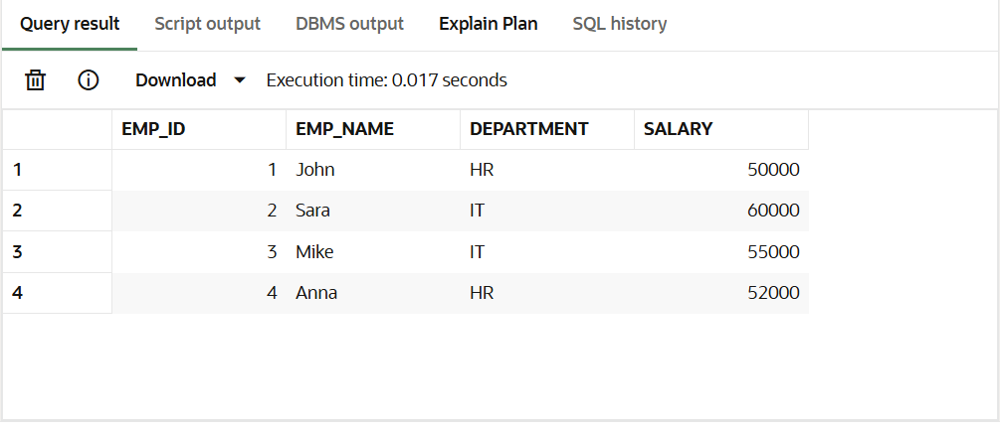 Query result Script output DBMS output Explain Plan SQL history
Download Execution time: 0.017 seconds
EMP_ID EMP_NAME DEPARTMENT SALARY
1 1 John HR 50000
2 2 Sara IT 60000
3 3 Mike IT 55000
4 4 Anna HR 52000